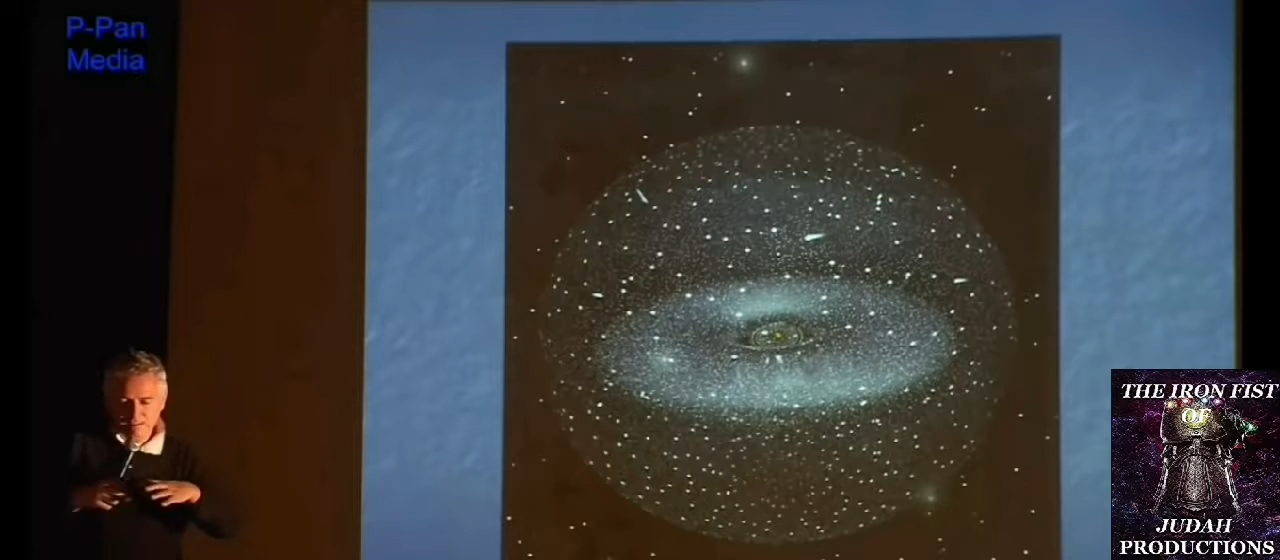 P-Pan
Media
THE IRON FIST
OF
JUDAH
PRODUCTIONS